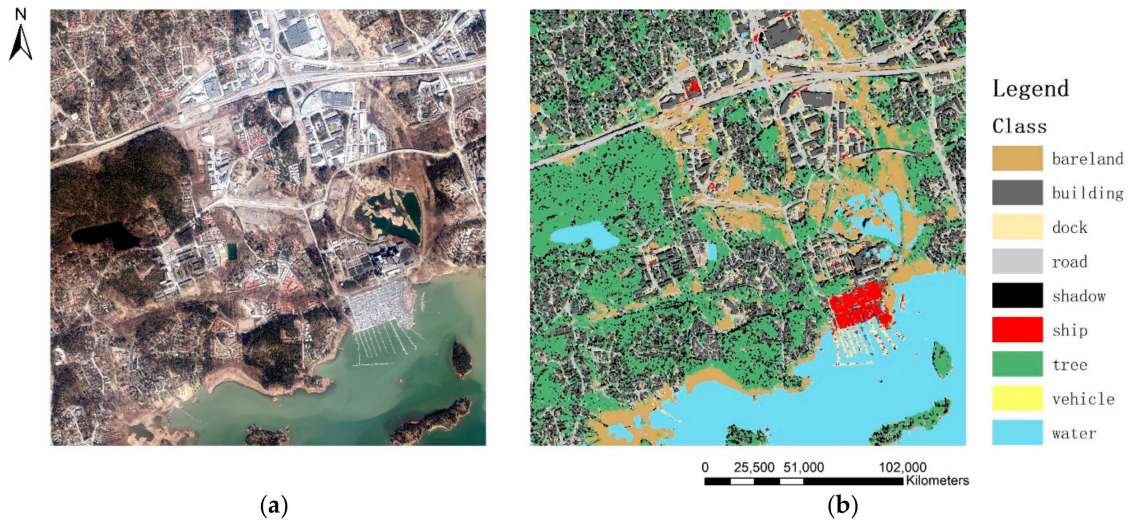 N
Legend
Class
bareland
building
dock
road
shadow
ship
tree
vehicle
water
0 25,500 51,000 102,000
Kilometers
(a) (b)